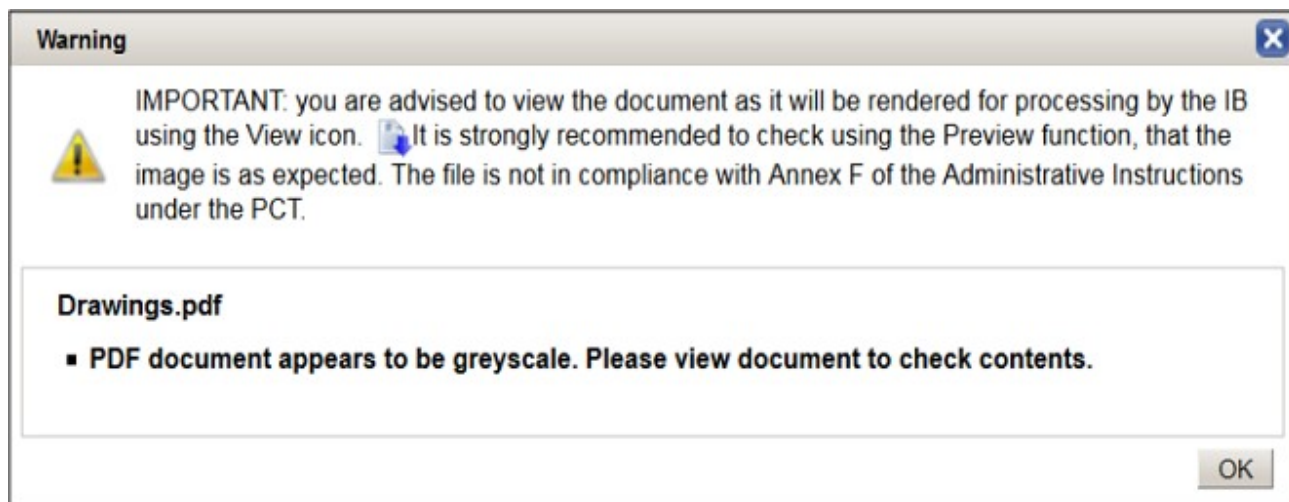 Warning
IMPORTANT: you are advised to view the document as it will be rendered for processing by the IB
using the View icon. It is strongly recommended to check using the Preview function, that the
image is as expected. The file is not in compliance with Annex F of the Administrative Instructions
under the PCT.
Drawings.pdf
▪ PDF document appears to be greyscale. Please view document to check contents.
OK